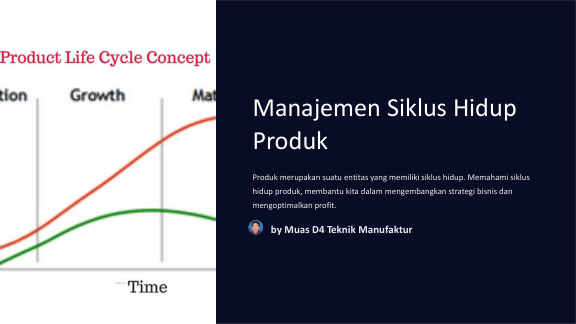 Product Life Cycle Concept
tion
Growth
Mat
Time
Manajemen Siklus Hidup
Produk
Produk merupakan suatu entitas yang memiliki siklus hidup. Memahami siklus
hidup produk, membantu kita dalam mengembangkan strategi bisnis dan
mengoptimalkan profit.
by Muas D4 Teknik Manufaktur